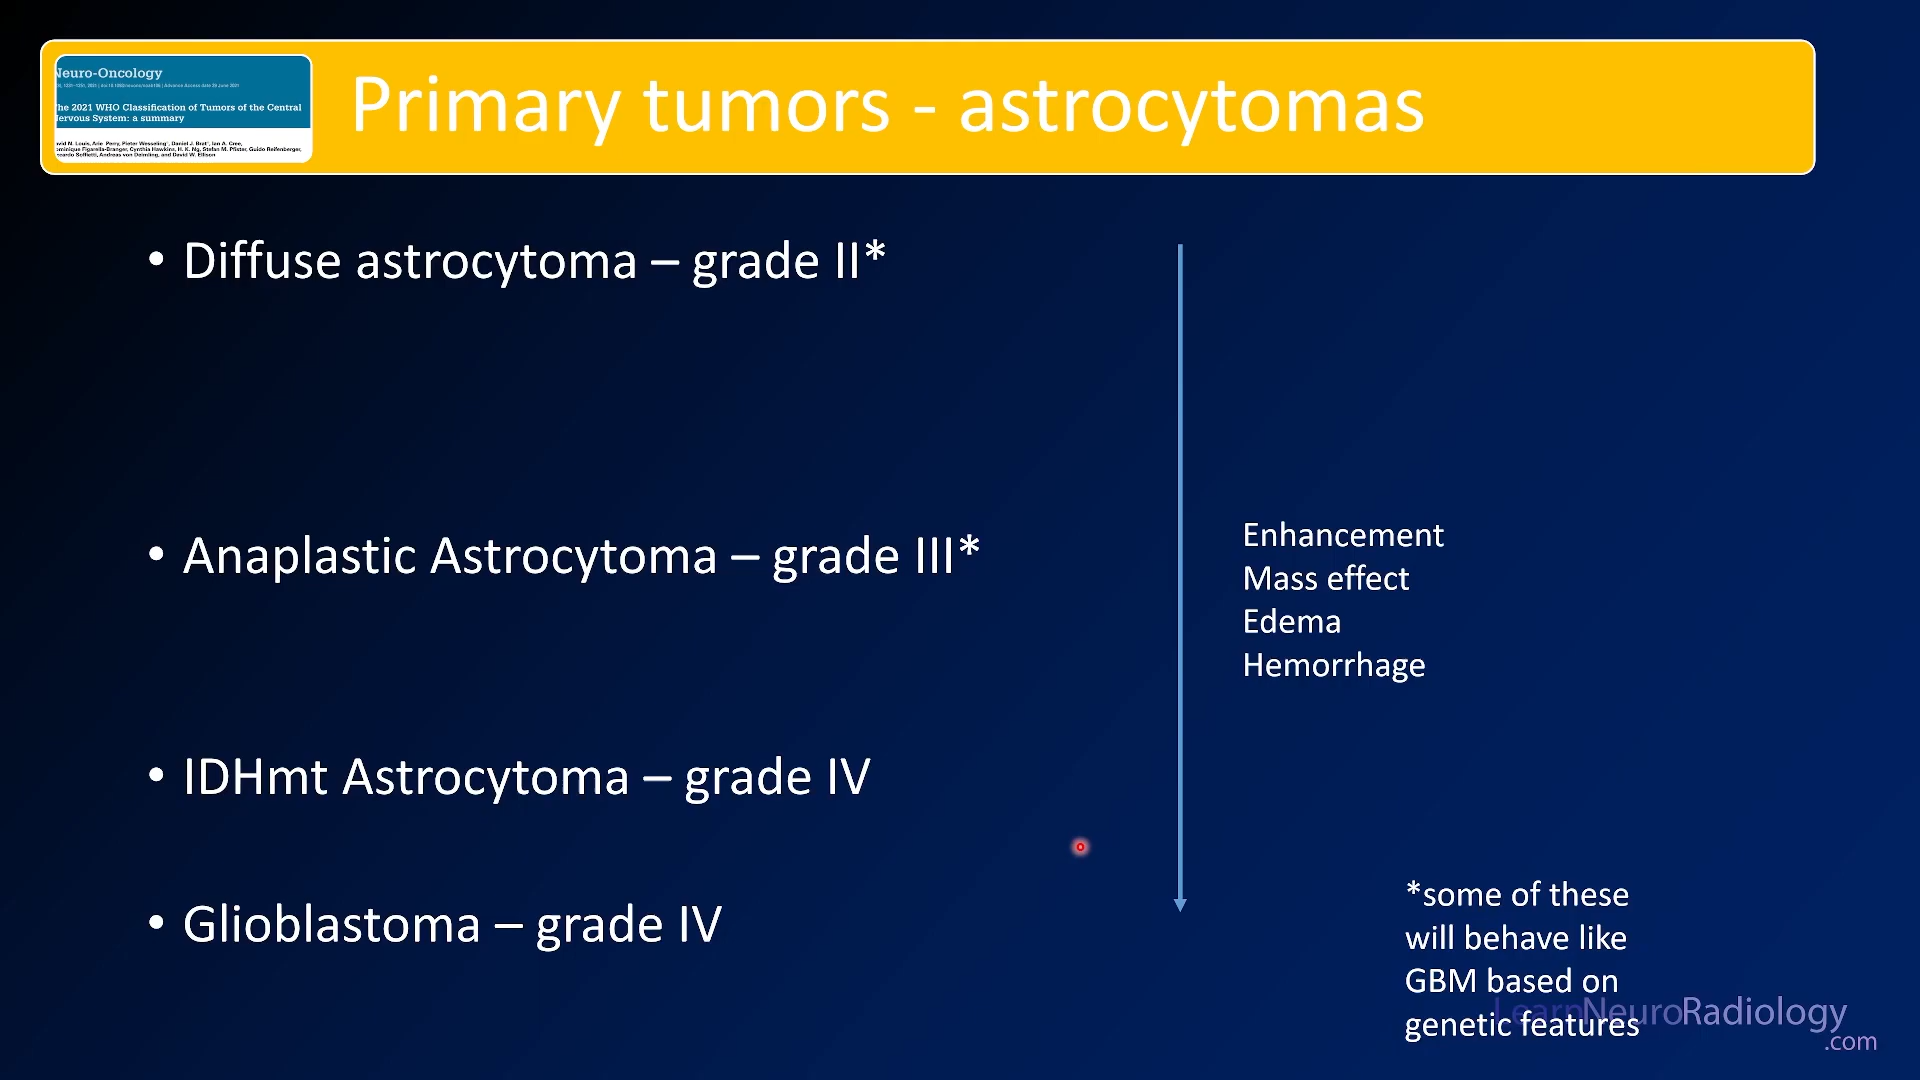 Neuro-Oncology
The 2021 WHO Classification of Tumors of the Central
Nervous System: a summary
Primary tumors - astrocytomas
• Diffuse astrocytoma – grade II*
• Anaplastic Astrocytoma – grade III*
Enhancement
Mass effect
Edema
Hemorrhage
• IDHmt Astrocytoma – grade IV
• Glioblastoma – grade IV
*some of these
will behave like
GBM based on
genetic features
LearnNeuroRadiology
.com